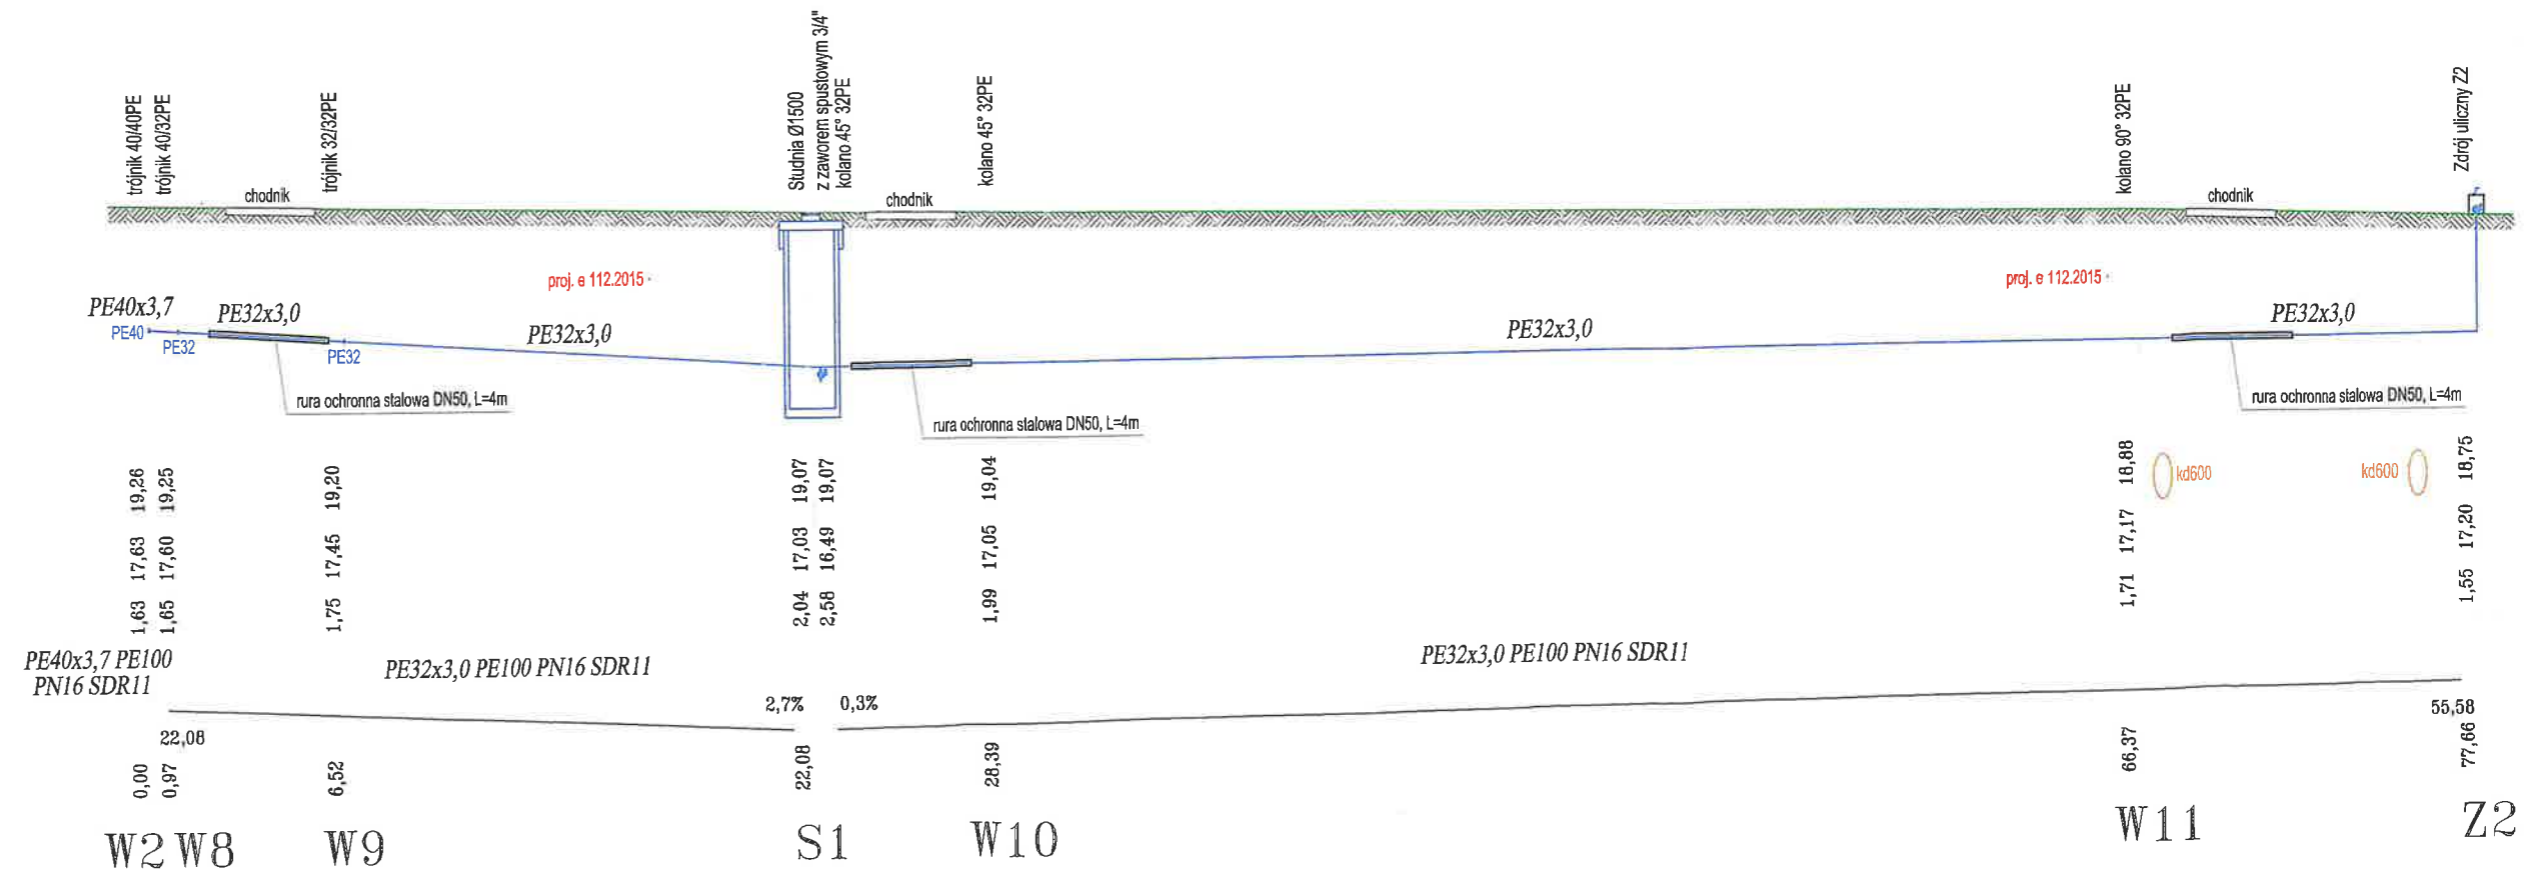 trójnik 40/40PE
trójnik 40/32PE
trójnik 32/32PE
Studnia Ø1500
z zaworem spustowym 3/4"
kolano 45° 32PE
kolano 45° 32PE
kolano 90° 32PE
Zdrój uliczny Z2
chodnik
chodnik
chodnik
proj. e 112.2015
proj. e 112.2015
PE40x3,7
PE32x3,0
PE32x3,0
PE32x3,0
PE32x3,0
PE40
PE32
PE32
rura ochronna stalowa DN50, L=4m
rura ochronna stalowa DN50, L=4m
rura ochronna stalowa DN50, L=4m
kd600
kd600
1,63 17,63 19,26
1,65 17,60 19,25
1,75 17,45 19,20
2,04 17,03 19,07
2,58 16,49 19,07
1,99 17,05 19,04
1,71 17,17 18,88
1,55 17,20 18,75
PE40x3,7 PE100
PN16 SDR11
PE32x3,0 PE100 PN16 SDR11
PE32x3,0 PE100 PN16 SDR11
2,7%
0,3%
22,08
55,58
0,00
0,97
6,52
22,08
28,39
66,37
77,66
W2 W8 W9 S1 W10 W11 Z2